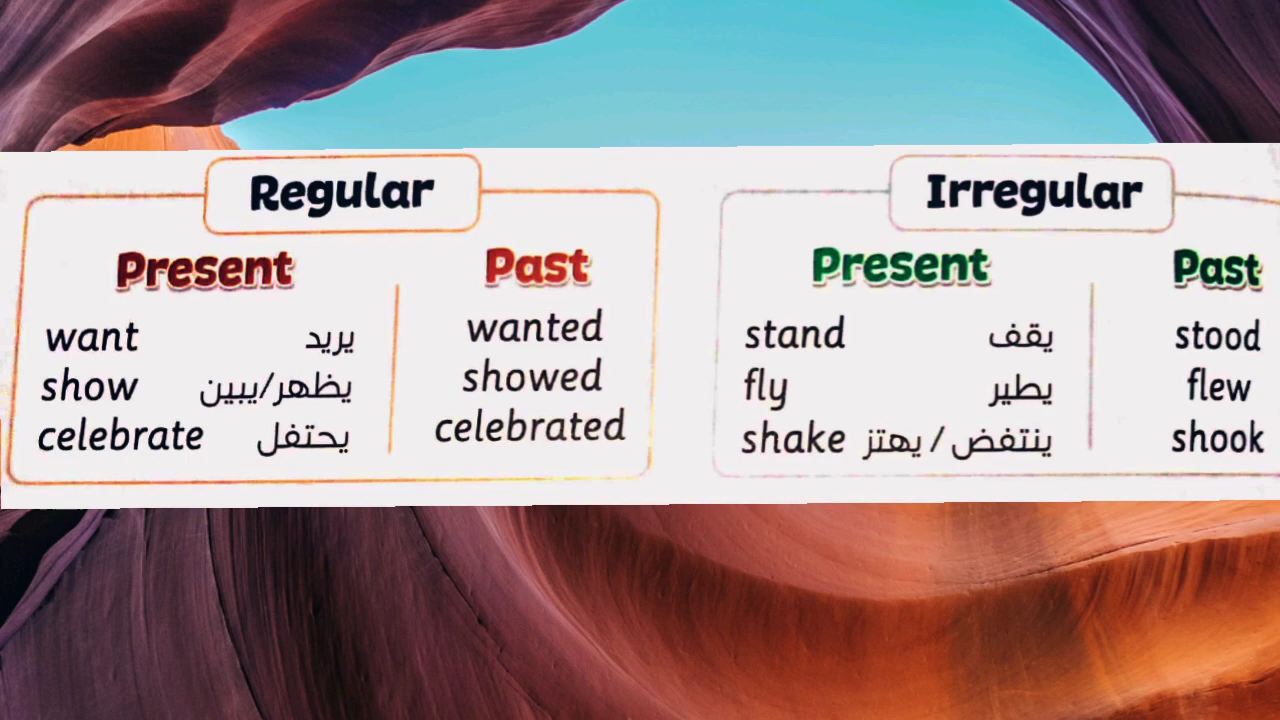 Regular
Present Past
want يريد wanted
show يظهر/يبين showed
celebrate يحتفل celebrated
Irregular
Present Past
stand يقف stood
fly يطير flew
shake ينتفض / يهتز shook